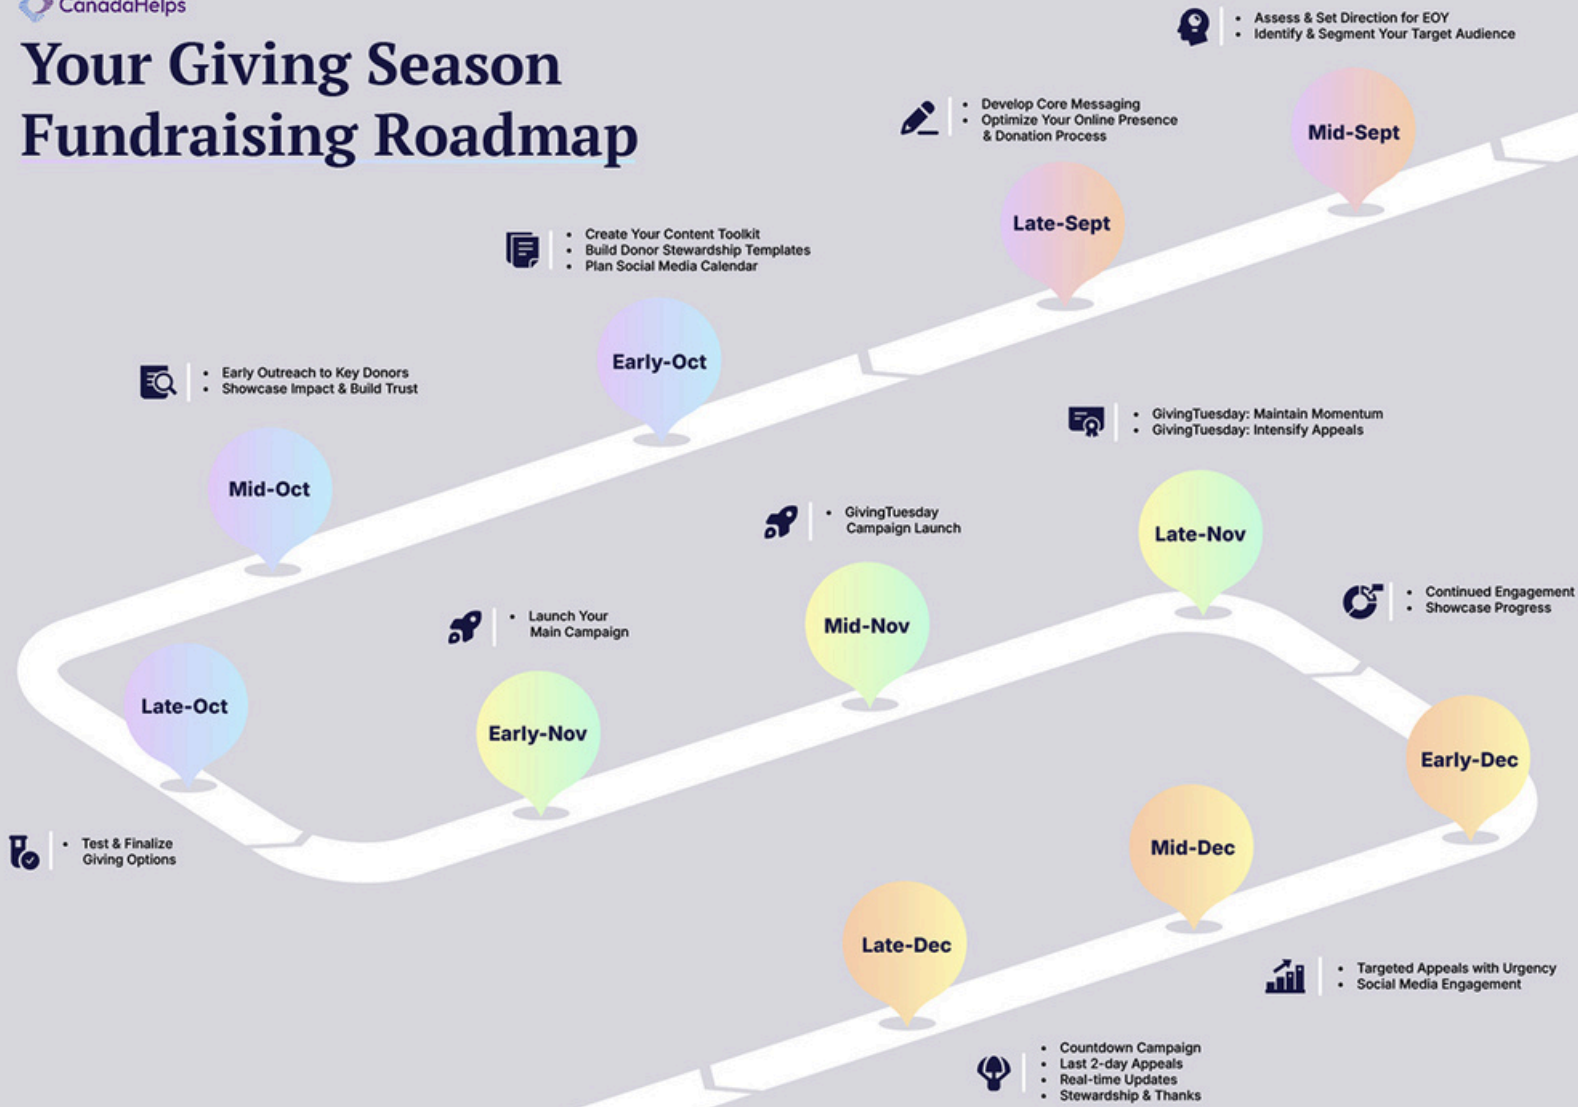 CanadaHelps
Your Giving Season
Fundraising Roadmap
• Assess & Set Direction for EOY
• Identify & Segment Your Target Audience
Mid-Sept
• Develop Core Messaging
• Optimize Your Online Presence
& Donation Process
Late-Sept
• Create Your Content Toolkit
• Build Donor Stewardship Templates
• Plan Social Media Calendar
Early-Oct
• Early Outreach to Key Donors
• Showcase Impact & Build Trust
Mid-Oct
Late-Oct
• Test & Finalize
Giving Options
• Launch Your
Main Campaign
Early-Nov
• GivingTuesday
Campaign Launch
Mid-Nov
• GivingTuesday: Maintain Momentum
• GivingTuesday: Intensify Appeals
Late-Nov
• Continued Engagement
• Showcase Progress
Early-Dec
Mid-Dec
• Targeted Appeals with Urgency
• Social Media Engagement
Late-Dec
• Countdown Campaign
• Last 2-day Appeals
• Real-time Updates
• Stewardship & Thanks